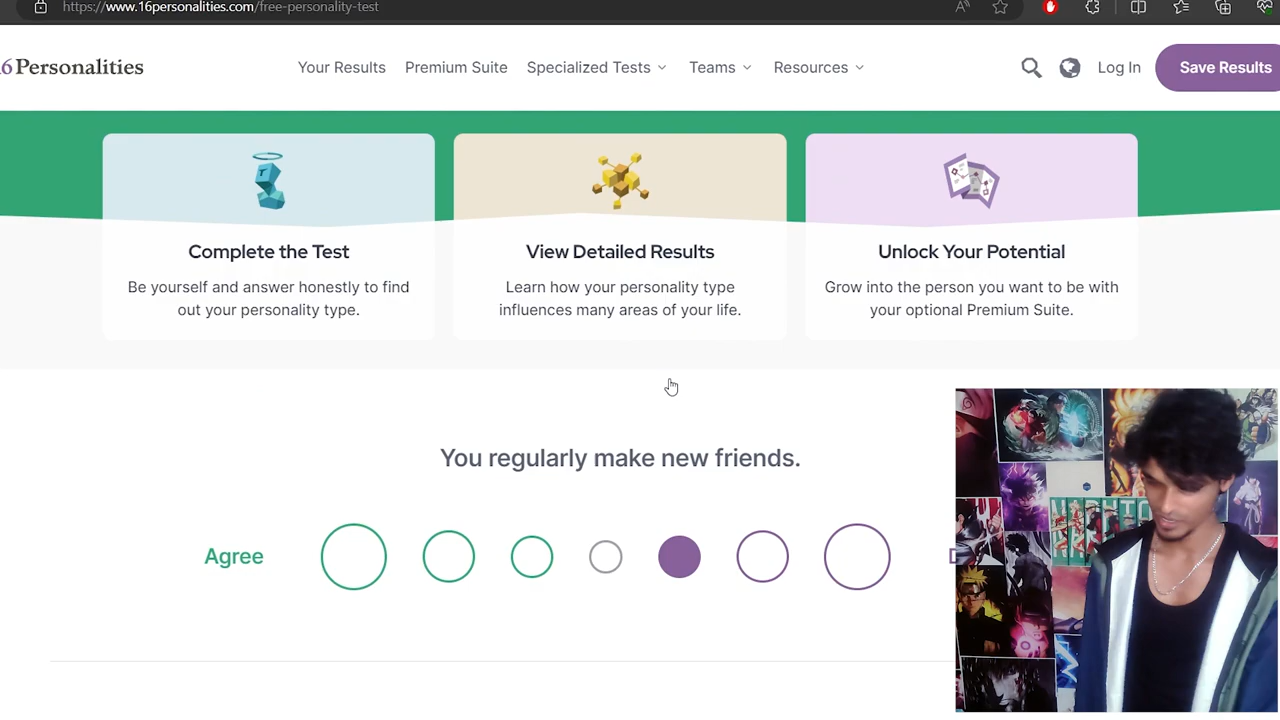 https://www.16personalities.com/free-personality-test
6 Personalities
Your Results
Premium Suite
Specialized Tests
Teams
Resources
Log In
Save Results
Complete the Test
Be yourself and answer honestly to find
out your personality type.
View Detailed Results
Learn how your personality type
influences many areas of your life.
Unlock Your Potential
Grow into the person you want to be with
your optional Premium Suite.
You regularly make new friends.
Agree